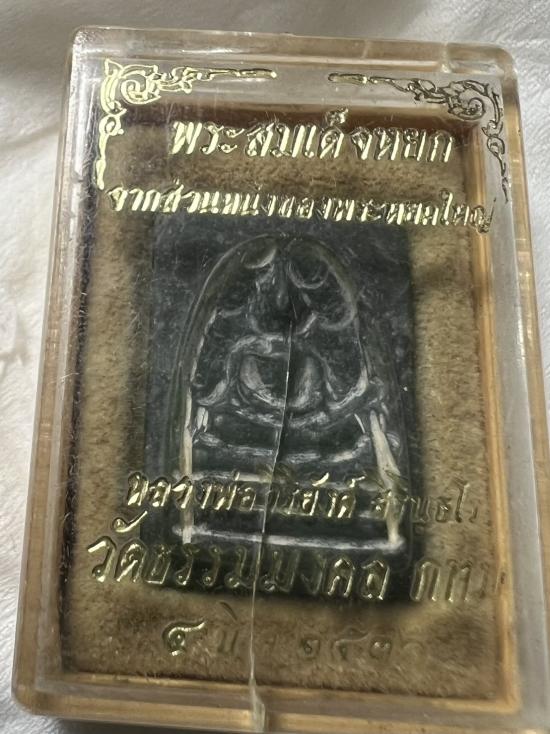 พระสมเด็จหยก
จากส่วนหนึ่งของพระหยกใหญ่
หลวงพ่อวิริยังค์ สิรินฺธโร
วัดธรรมมงคล กทม
๔